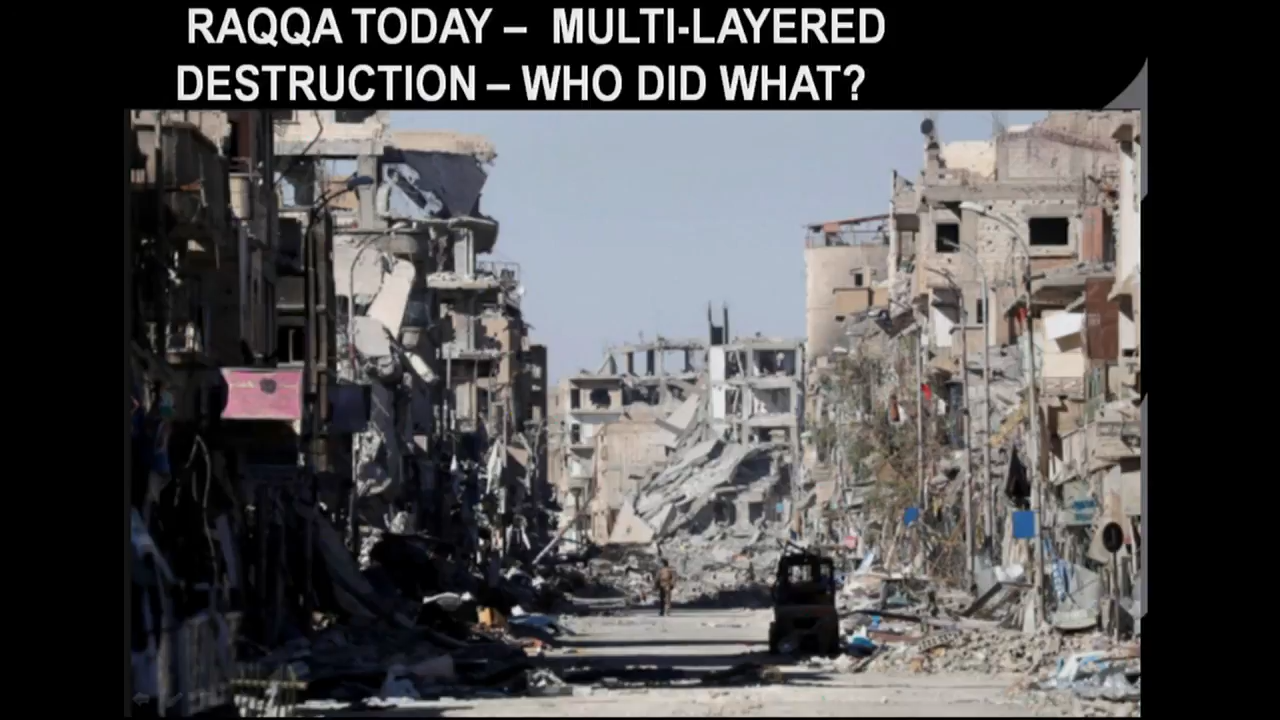 RAQQA TODAY – MULTI-LAYERED
DESTRUCTION – WHO DID WHAT?